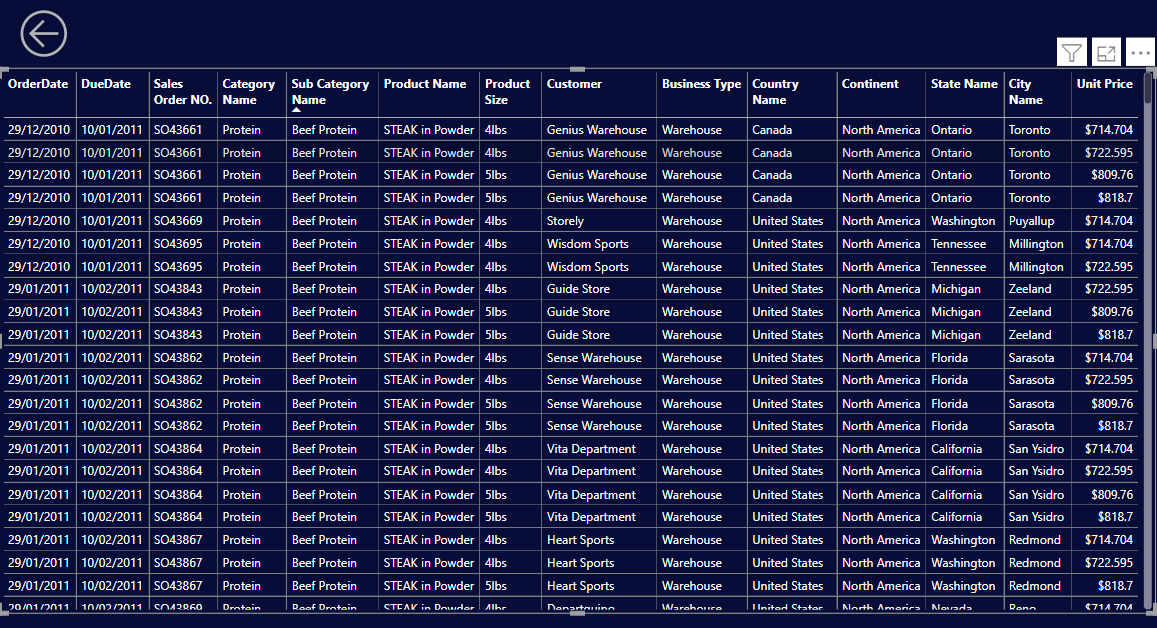 OrderDate DueDate Sales Order NO. Category Name Sub Category Name Product Name Product Size Customer Business Type Country Name Continent State Name City Name Unit Price
29/12/2010 10/01/2011 SO43661 Protein Beef Protein STEAK in Powder 4lbs Genius Warehouse Warehouse Canada North America Ontario Toronto $714.704
29/12/2010 10/01/2011 SO43661 Protein Beef Protein STEAK in Powder 4lbs Genius Warehouse Warehouse Canada North America Ontario Toronto $722.595
29/12/2010 10/01/2011 SO43661 Protein Beef Protein STEAK in Powder 5lbs Genius Warehouse Warehouse Canada North America Ontario Toronto $809.76
29/12/2010 10/01/2011 SO43661 Protein Beef Protein STEAK in Powder 5lbs Genius Warehouse Warehouse Canada North America Ontario Toronto $818.7
29/12/2010 10/01/2011 SO43669 Protein Beef Protein STEAK in Powder 4lbs Storely Warehouse United States North America Washington Puyallup $714.704
29/12/2010 10/01/2011 SO43695 Protein Beef Protein STEAK in Powder 4lbs Wisdom Sports Warehouse United States North America Tennessee Millington $714.704
29/12/2010 10/01/2011 SO43695 Protein Beef Protein STEAK in Powder 4lbs Wisdom Sports Warehouse United States North America Tennessee Millington $722.595
29/01/2011 10/02/2011 SO43843 Protein Beef Protein STEAK in Powder 4lbs Guide Store Warehouse United States North America Michigan Zeeland $722.595
29/01/2011 10/02/2011 SO43843 Protein Beef Protein STEAK in Powder 5lbs Guide Store Warehouse United States North America Michigan Zeeland $809.76
29/01/2011 10/02/2011 SO43843 Protein Beef Protein STEAK in Powder 5lbs Guide Store Warehouse United States North America Michigan Zeeland $818.7
29/01/2011 10/02/2011 SO43862 Protein Beef Protein STEAK in Powder 4lbs Sense Warehouse Warehouse United States North America Florida Sarasota $714.704
29/01/2011 10/02/2011 SO43862 Protein Beef Protein STEAK in Powder 4lbs Sense Warehouse Warehouse United States North America Florida Sarasota $722.595
29/01/2011 10/02/2011 SO43862 Protein Beef Protein STEAK in Powder 5lbs Sense Warehouse Warehouse United States North America Florida Sarasota $809.76
29/01/2011 10/02/2011 SO43862 Protein Beef Protein STEAK in Powder 5lbs Sense Warehouse Warehouse United States North America Florida Sarasota $818.7
29/01/2011 10/02/2011 SO43864 Protein Beef Protein STEAK in Powder 4lbs Vita Department Warehouse United States North America California San Ysidro $714.704
29/01/2011 10/02/2011 SO43864 Protein Beef Protein STEAK in Powder 4lbs Vita Department Warehouse United States North America California San Ysidro $722.595
29/01/2011 10/02/2011 SO43864 Protein Beef Protein STEAK in Powder 5lbs Vita Department Warehouse United States North America California San Ysidro $809.76
29/01/2011 10/02/2011 SO43864 Protein Beef Protein STEAK in Powder 5lbs Vita Department Warehouse United States North America California San Ysidro $818.7
29/01/2011 10/02/2011 SO43867 Protein Beef Protein STEAK in Powder 4lbs Heart Sports Warehouse United States North America Washington Redmond $714.704
29/01/2011 10/02/2011 SO43867 Protein Beef Protein STEAK in Powder 4lbs Heart Sports Warehouse United States North America Washington Redmond $722.595
29/01/2011 10/02/2011 SO43867 Protein Beef Protein STEAK in Powder 5lbs Heart Sports Warehouse United States North America Washington Redmond $818.7
29/01/2011 10/02/2011 SO43869 Protein Beef Protein STEAK in Powder 4lbs Warehouse United States North America Nevada Reno $714.704